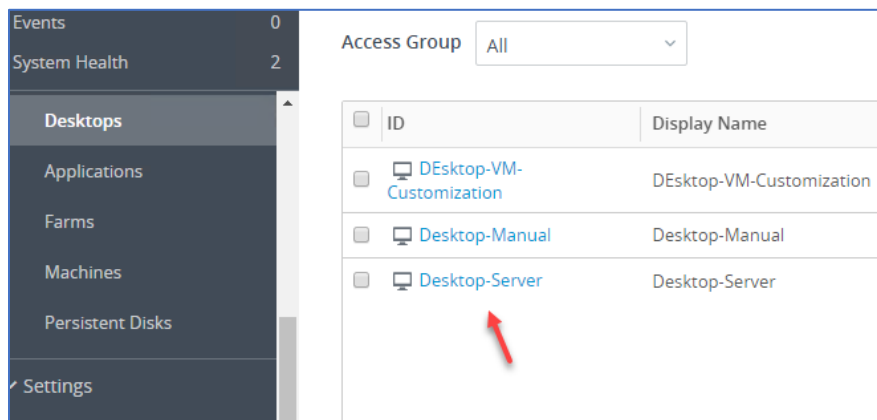 Events 0
System Health 2
Desktops
Applications
Farms
Machines
Persistent Disks
Settings
Access Group All
ID Display Name
DEsktop-VM-
Customization DEsktop-VM-Customization
Desktop-Manual Desktop-Manual
Desktop-Server Desktop-Server